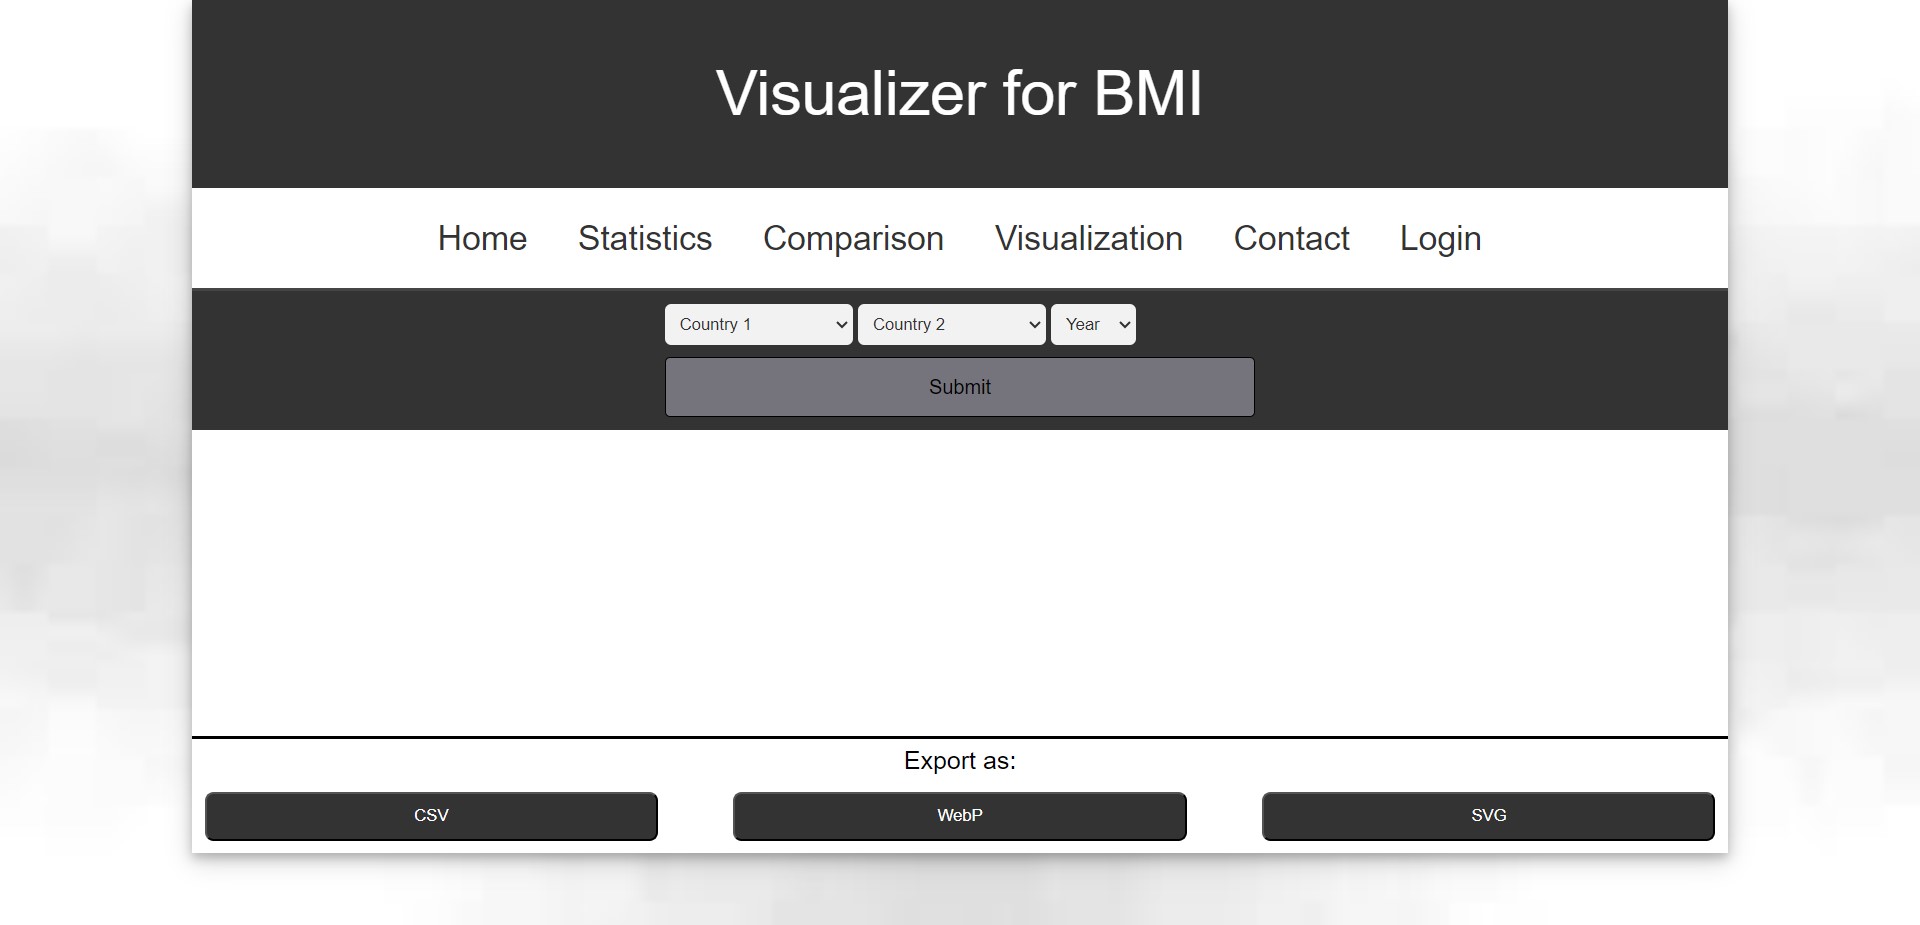 Visualizer for BMI
Home Statistics Comparison Visualization Contact Login
Country 1 Country 2 Year
Submit
Export as:
CSV WebP SVG